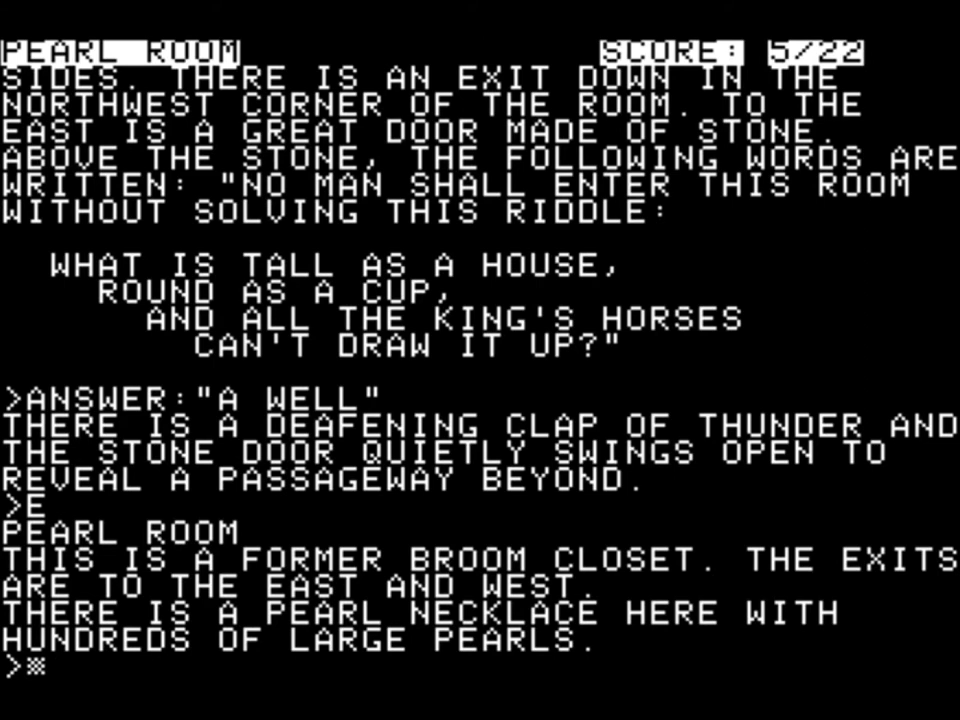 PEARL ROOM SCORE: 5/22
SIDES. THERE IS AN EXIT DOWN IN THE
NORTHWEST CORNER OF THE ROOM. TO THE
EAST IS A GREAT DOOR MADE OF STONE.
ABOVE THE STONE, THE FOLLOWING WORDS ARE
WRITTEN: "NO MAN SHALL ENTER THIS ROOM
WITHOUT SOLVING THIS RIDDLE:
WHAT IS TALL AS A HOUSE,
ROUND AS A CUP,
AND ALL THE KING'S HORSES
CAN'T DRAW IT UP?"
>ANSWER:"A WELL"
THERE IS A DEAFENING CLAP OF THUNDER AND
THE STONE DOOR QUIETLY SWINGS OPEN TO
REVEAL A PASSAGEWAY BEYOND.
>E
PEARL ROOM
THIS IS A FORMER BROOM CLOSET. THE EXITS
ARE TO THE EAST AND WEST.
THERE IS A PEARL NECKLACE HERE WITH
HUNDREDS OF LARGE PEARLS.
>